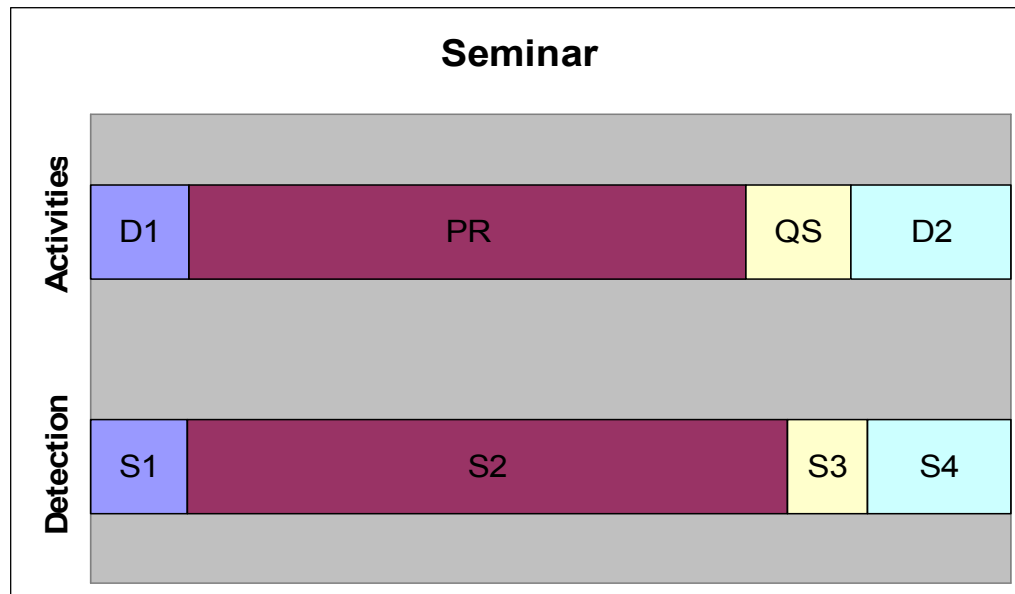 Seminar
Activities
D1 PR QS D2
Detection
S1 S2 S3 S4